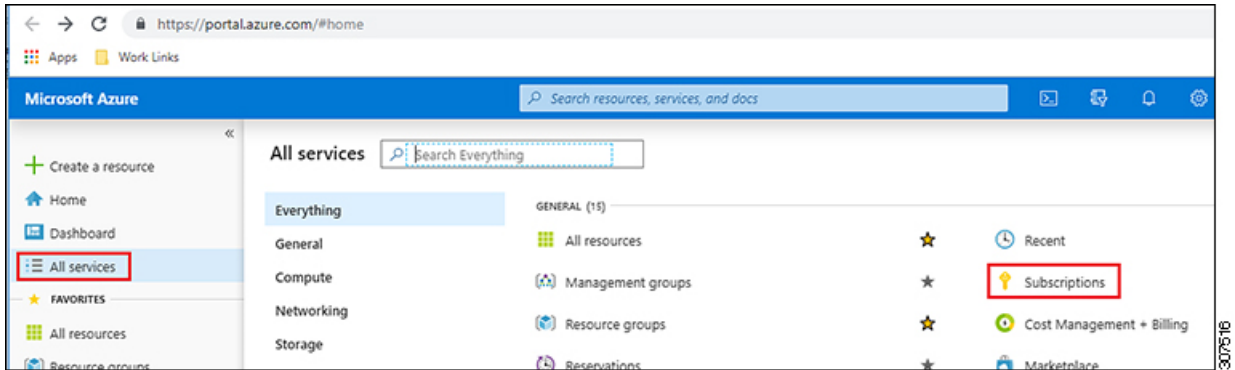 https://portal.azure.com/#home
Apps Work Links
Microsoft Azure
Search resources, services, and docs
«
Create a resource
Home
Dashboard
All services
FAVORITES
All resources
Resource groups
All services
Search Everything
Everything
General
Compute
Networking
Storage
GENERAL (15)
All resources
Recent
Management groups
Subscriptions
Resource groups
Cost Management + Billing
Reservations
Marketplace
307516